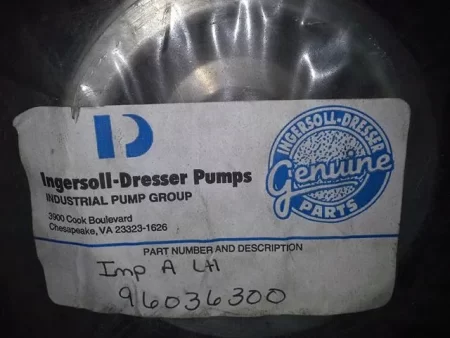 Ingersoll-Dresser Pumps
INDUSTRIAL PUMP GROUP
3900 Cook Boulevard
Chesapeake, VA 23323-1626
INGERSOLL-DRESSER
Genuine
PARTS
PART NUMBER AND DESCRIPTION
Imp A LH
96036300